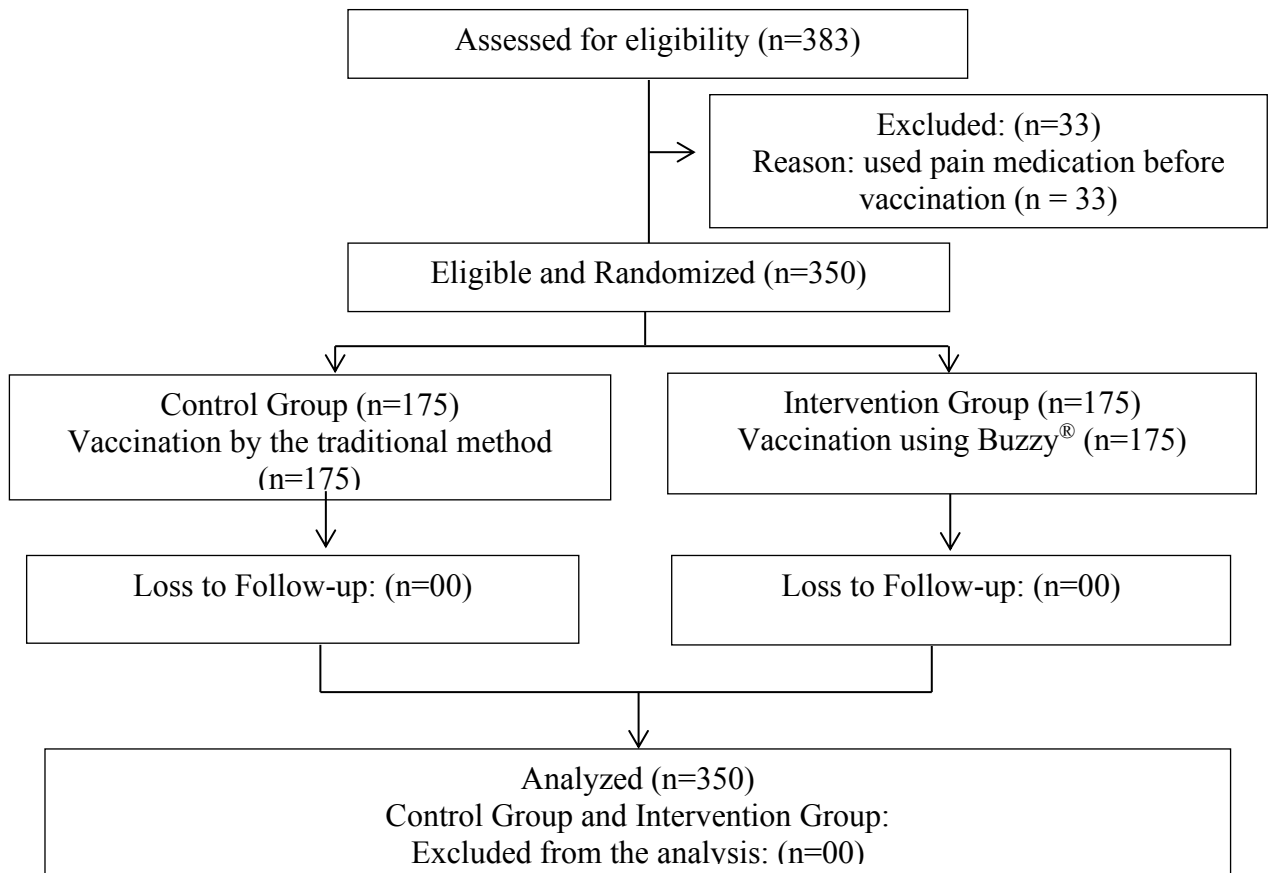 Assessed for eligibility (n=383)
Excluded: (n=33)
Reason: used pain medication before
vaccination (n = 33)
Eligible and Randomized (n=350)
Control Group (n=175)
Vaccination by the traditional method
(n=175)
Intervention Group (n=175)
Vaccination using Buzzy® (n=175)
Loss to Follow-up: (n=00)
Loss to Follow-up: (n=00)
Analyzed (n=350)
Control Group and Intervention Group:
Excluded from the analysis: (n=00)